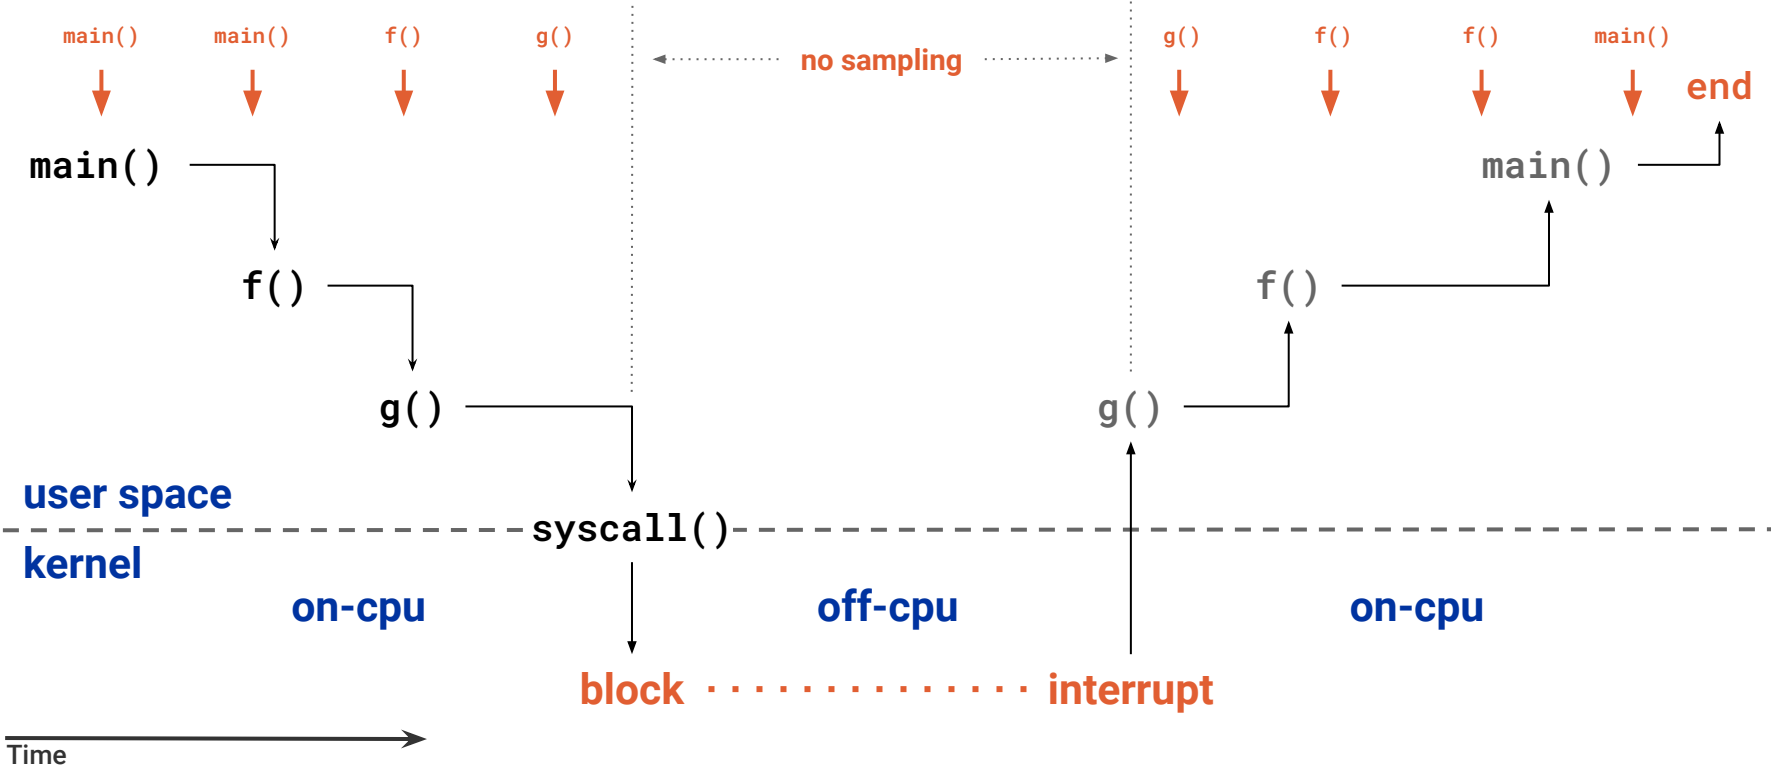 main() main() f() g() g() f() f() main()
no sampling
end
main() main()
f() f()
g() g()
user space
syscall()
kernel
on-cpu off-cpu on-cpu
block interrupt
Time